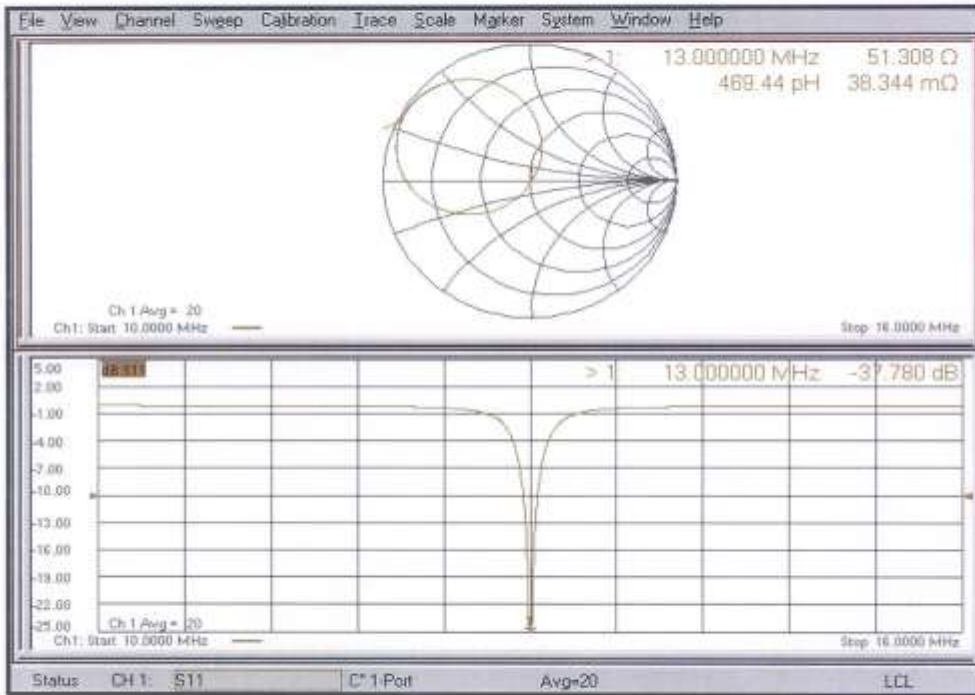 File View Channel Sweep Calibration Trace Scale Marker System Window Help
> 1: 13.000000 MHz 51.308 Ω
469.44 pH 38.344 mΩ
Ch 1 Avg = 20
Ch1: Start 10.0000 MHz Stop 16.0000 MHz
5.00 dB S11 > 1: 13.000000 MHz -37.780 dB
2.00
-1.00
-4.00
-7.00
-10.00
-13.00
-16.00
-19.00
-22.00
-25.00 Ch 1 Avg = 20
Ch1: Start 10.0000 MHz Stop 16.0000 MHz
Status CH 1: S11 C* 1-Port Avg=20 LCL